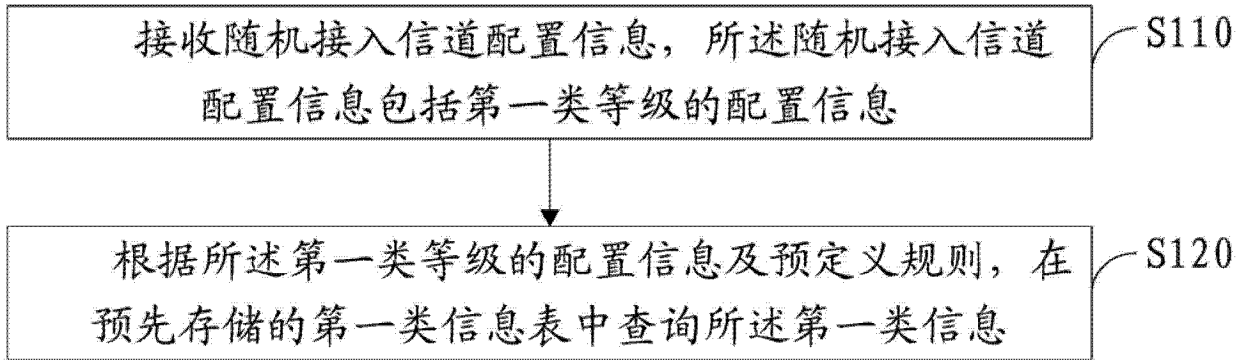 接收随机接入信道配置信息，所述随机接入信道
配置信息包括第一类等级的配置信息
S110
根据所述第一类等级的配置信息及预定义规则，在
预先存储的第一类信息表中查询所述第一类信息
S120